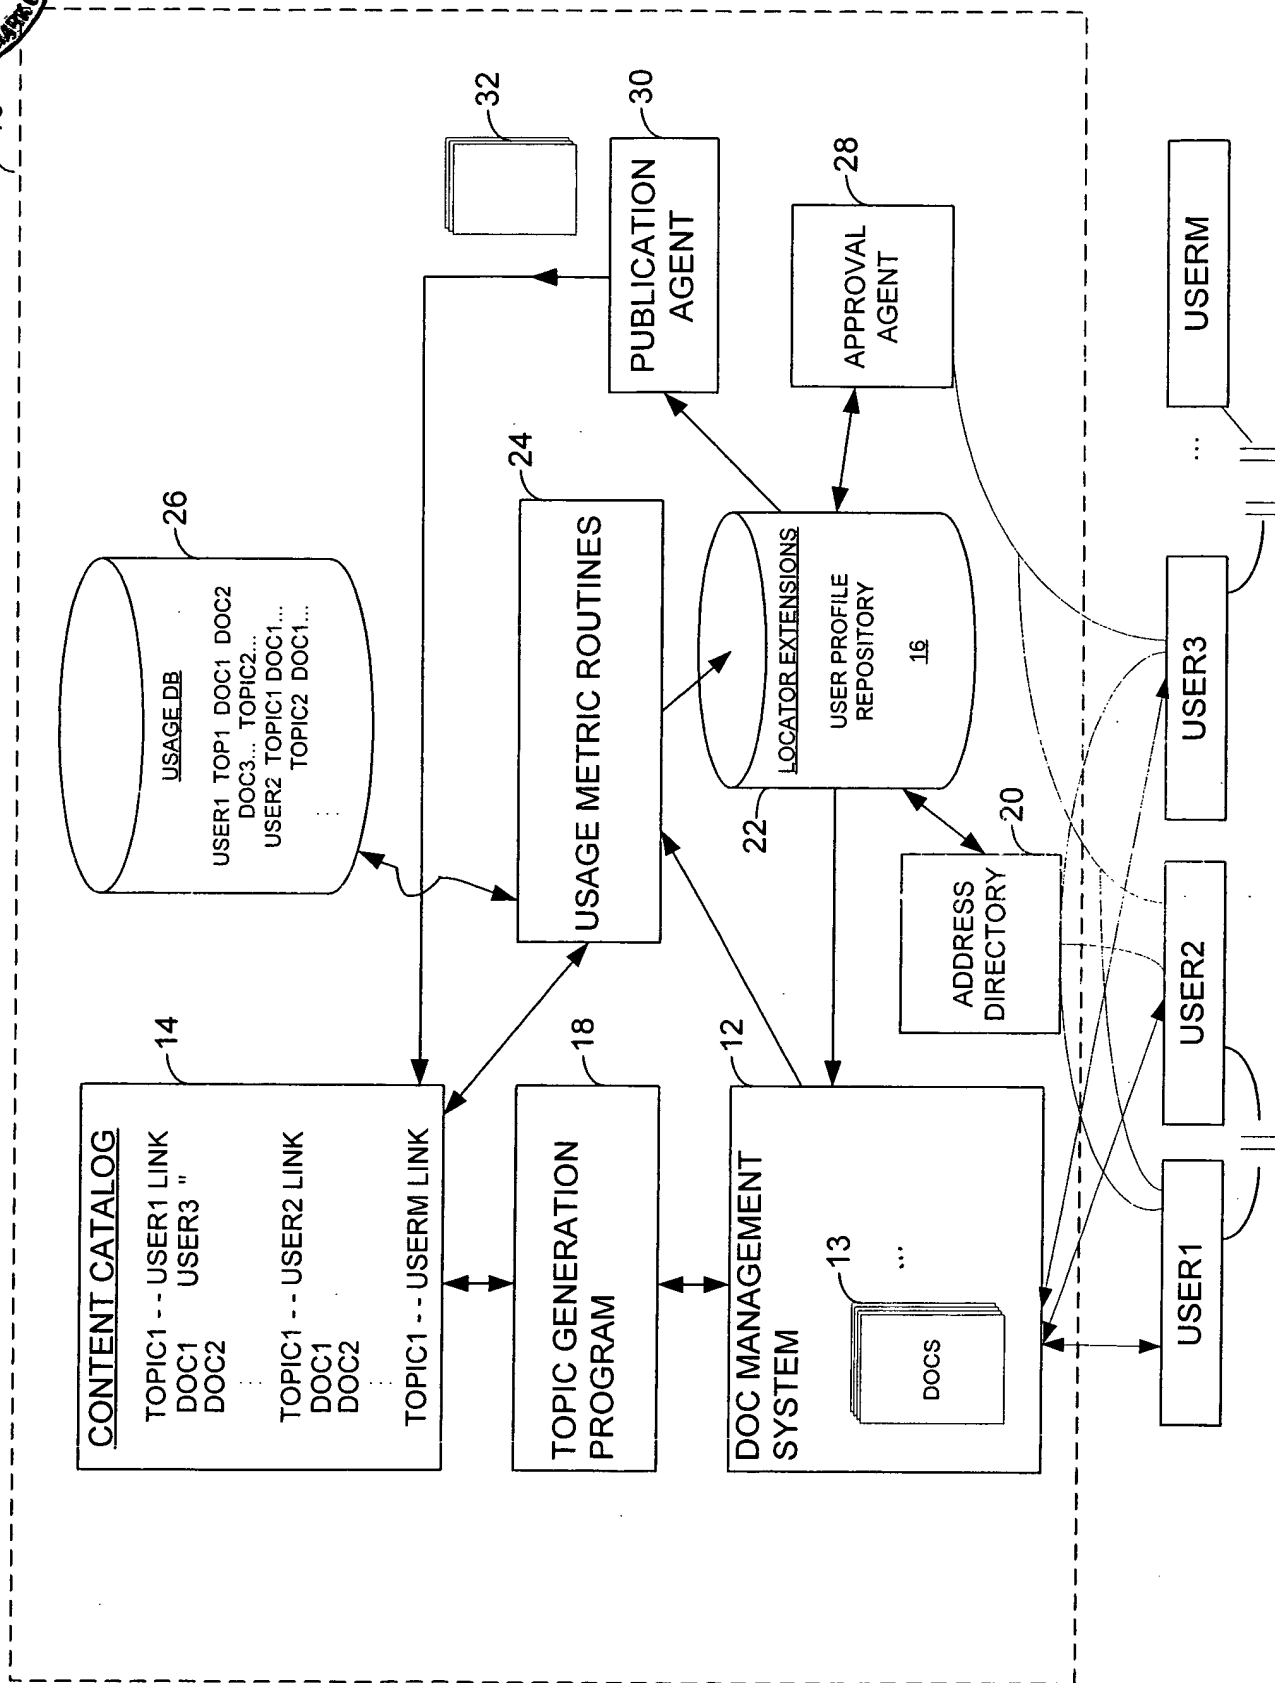 CONTENT CATALOG
14
TOPIC1 - - USER1 LINK
DOC1 USER3 "
DOC2
...
TOPIC1 - - USER2 LINK
DOC1
DOC2
...
TOPIC1 - - USERM LINK
TOPIC GENERATION
PROGRAM
18
DOC MANAGEMENT
SYSTEM
12
13
DOCS
...
USAGE DB
26
USER1 TOP1 DOC1 DOC2
DOC3... TOPIC2...
USER2 TOPIC1 DOC1...
TOPIC2 DOC1...
...
USAGE METRIC ROUTINES
24
LOCATOR EXTENSIONS
22
USER PROFILE
REPOSITORY
16
ADDRESS
DIRECTORY
20
32
PUBLICATION
AGENT
30
APPROVAL
AGENT
28
USER1
USER2
USER3
...
USERM